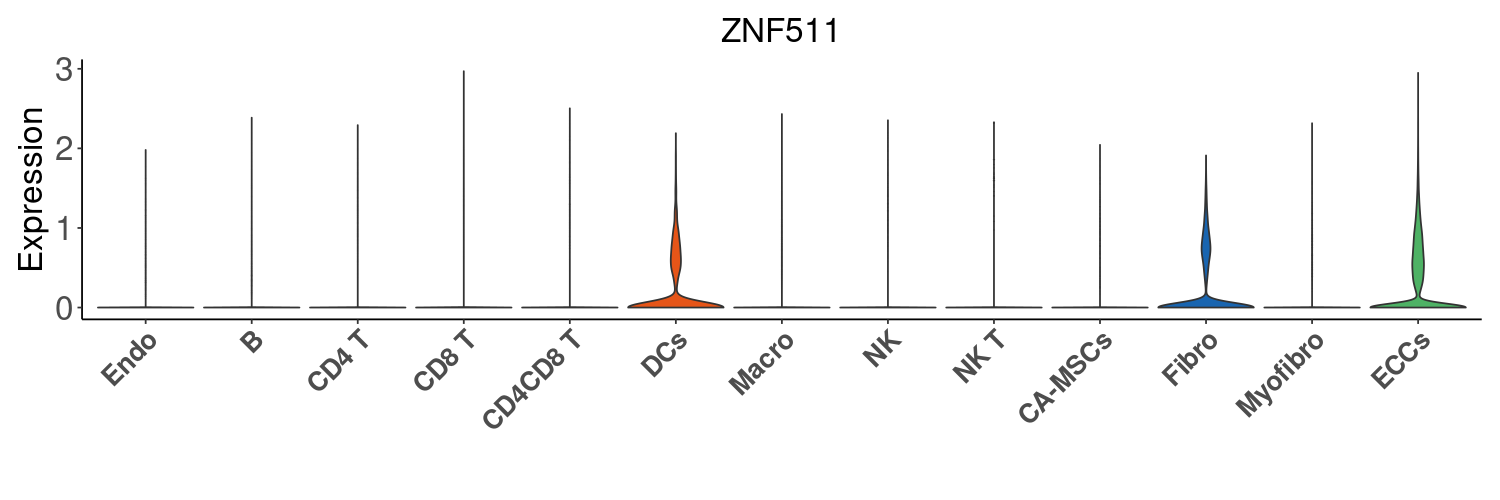 ZNF511
Expression
3
2
1
0
Endo
B
CD4 T
CD8 T
CD4CD8 T
DCs
Macro
NK
NK T
CA-MSCs
Fibro
Myofibro
ECCs